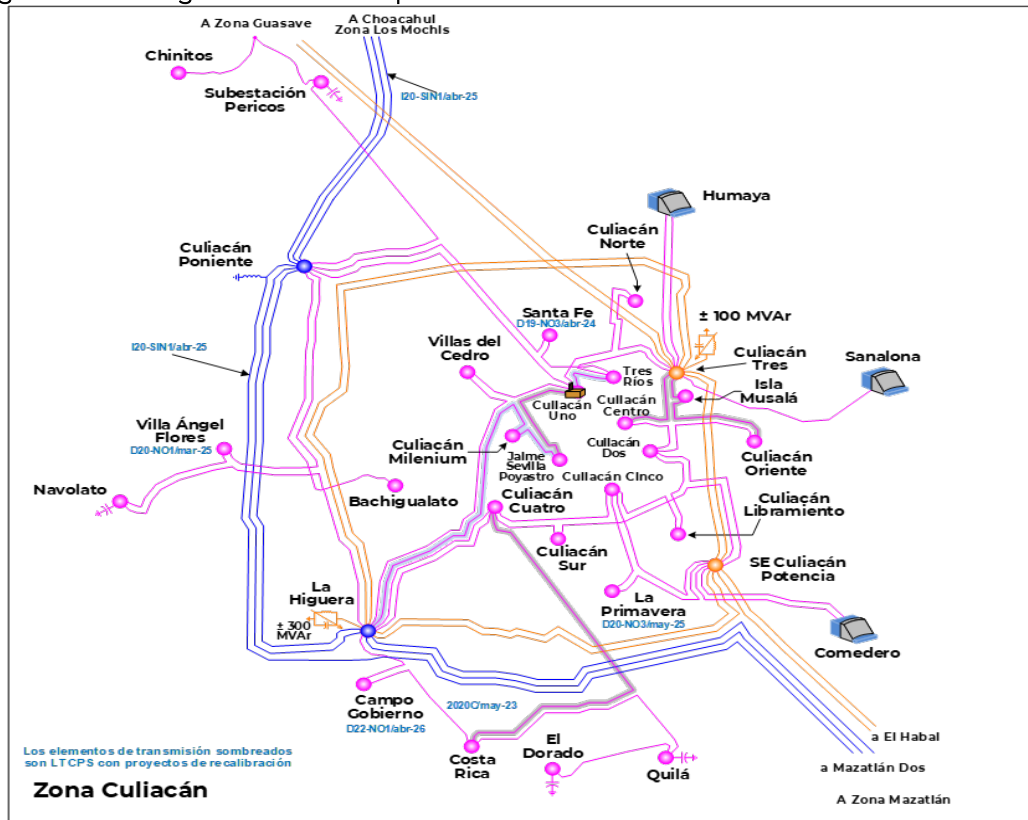 A Zona Guasave
A Choacahul
Zona Los Mochis
Chinitos
Subestación
Pericos
I20-SIN1/abr-25
Humaya
Culiacán
Norte
Culiacán
Poniente
Santa Fe
D19-NO3/abr-24
± 100 MVAr
Villas del
Cedro
Culiacán
Tres
Sanalona
I20-SIN1/abr-25
Tres
Ríos
Isla
Musalá
Culiacán
Uno
Culiacán
Centro
Villa Ángel
Flores
D20-NO1/mar-25
Culiacán
Milenium
Jaime
Sevilla
Poyastro
Culiacán
Dos
Culiacán
Oriente
Navolato
Bachigualato
Culiacán Cinco
Culiacán
Cuatro
Culiacán
Libramiento
Culiacán
Sur
SE Culiacán
Potencia
La
Higuera
± 300
MVAr
La
Primavera
D20-NO3/may-25
Comedero
Campo
Gobierno
D22-NO1/abr-26
2020C/may-23
Costa
Rica
El
Dorado
Quilá
a El Habal
a Mazatlán Dos
A Zona Mazatlán
Los elementos de transmisión sombreados
son LTCPS con proyectos de recalibración
Zona Culiacán